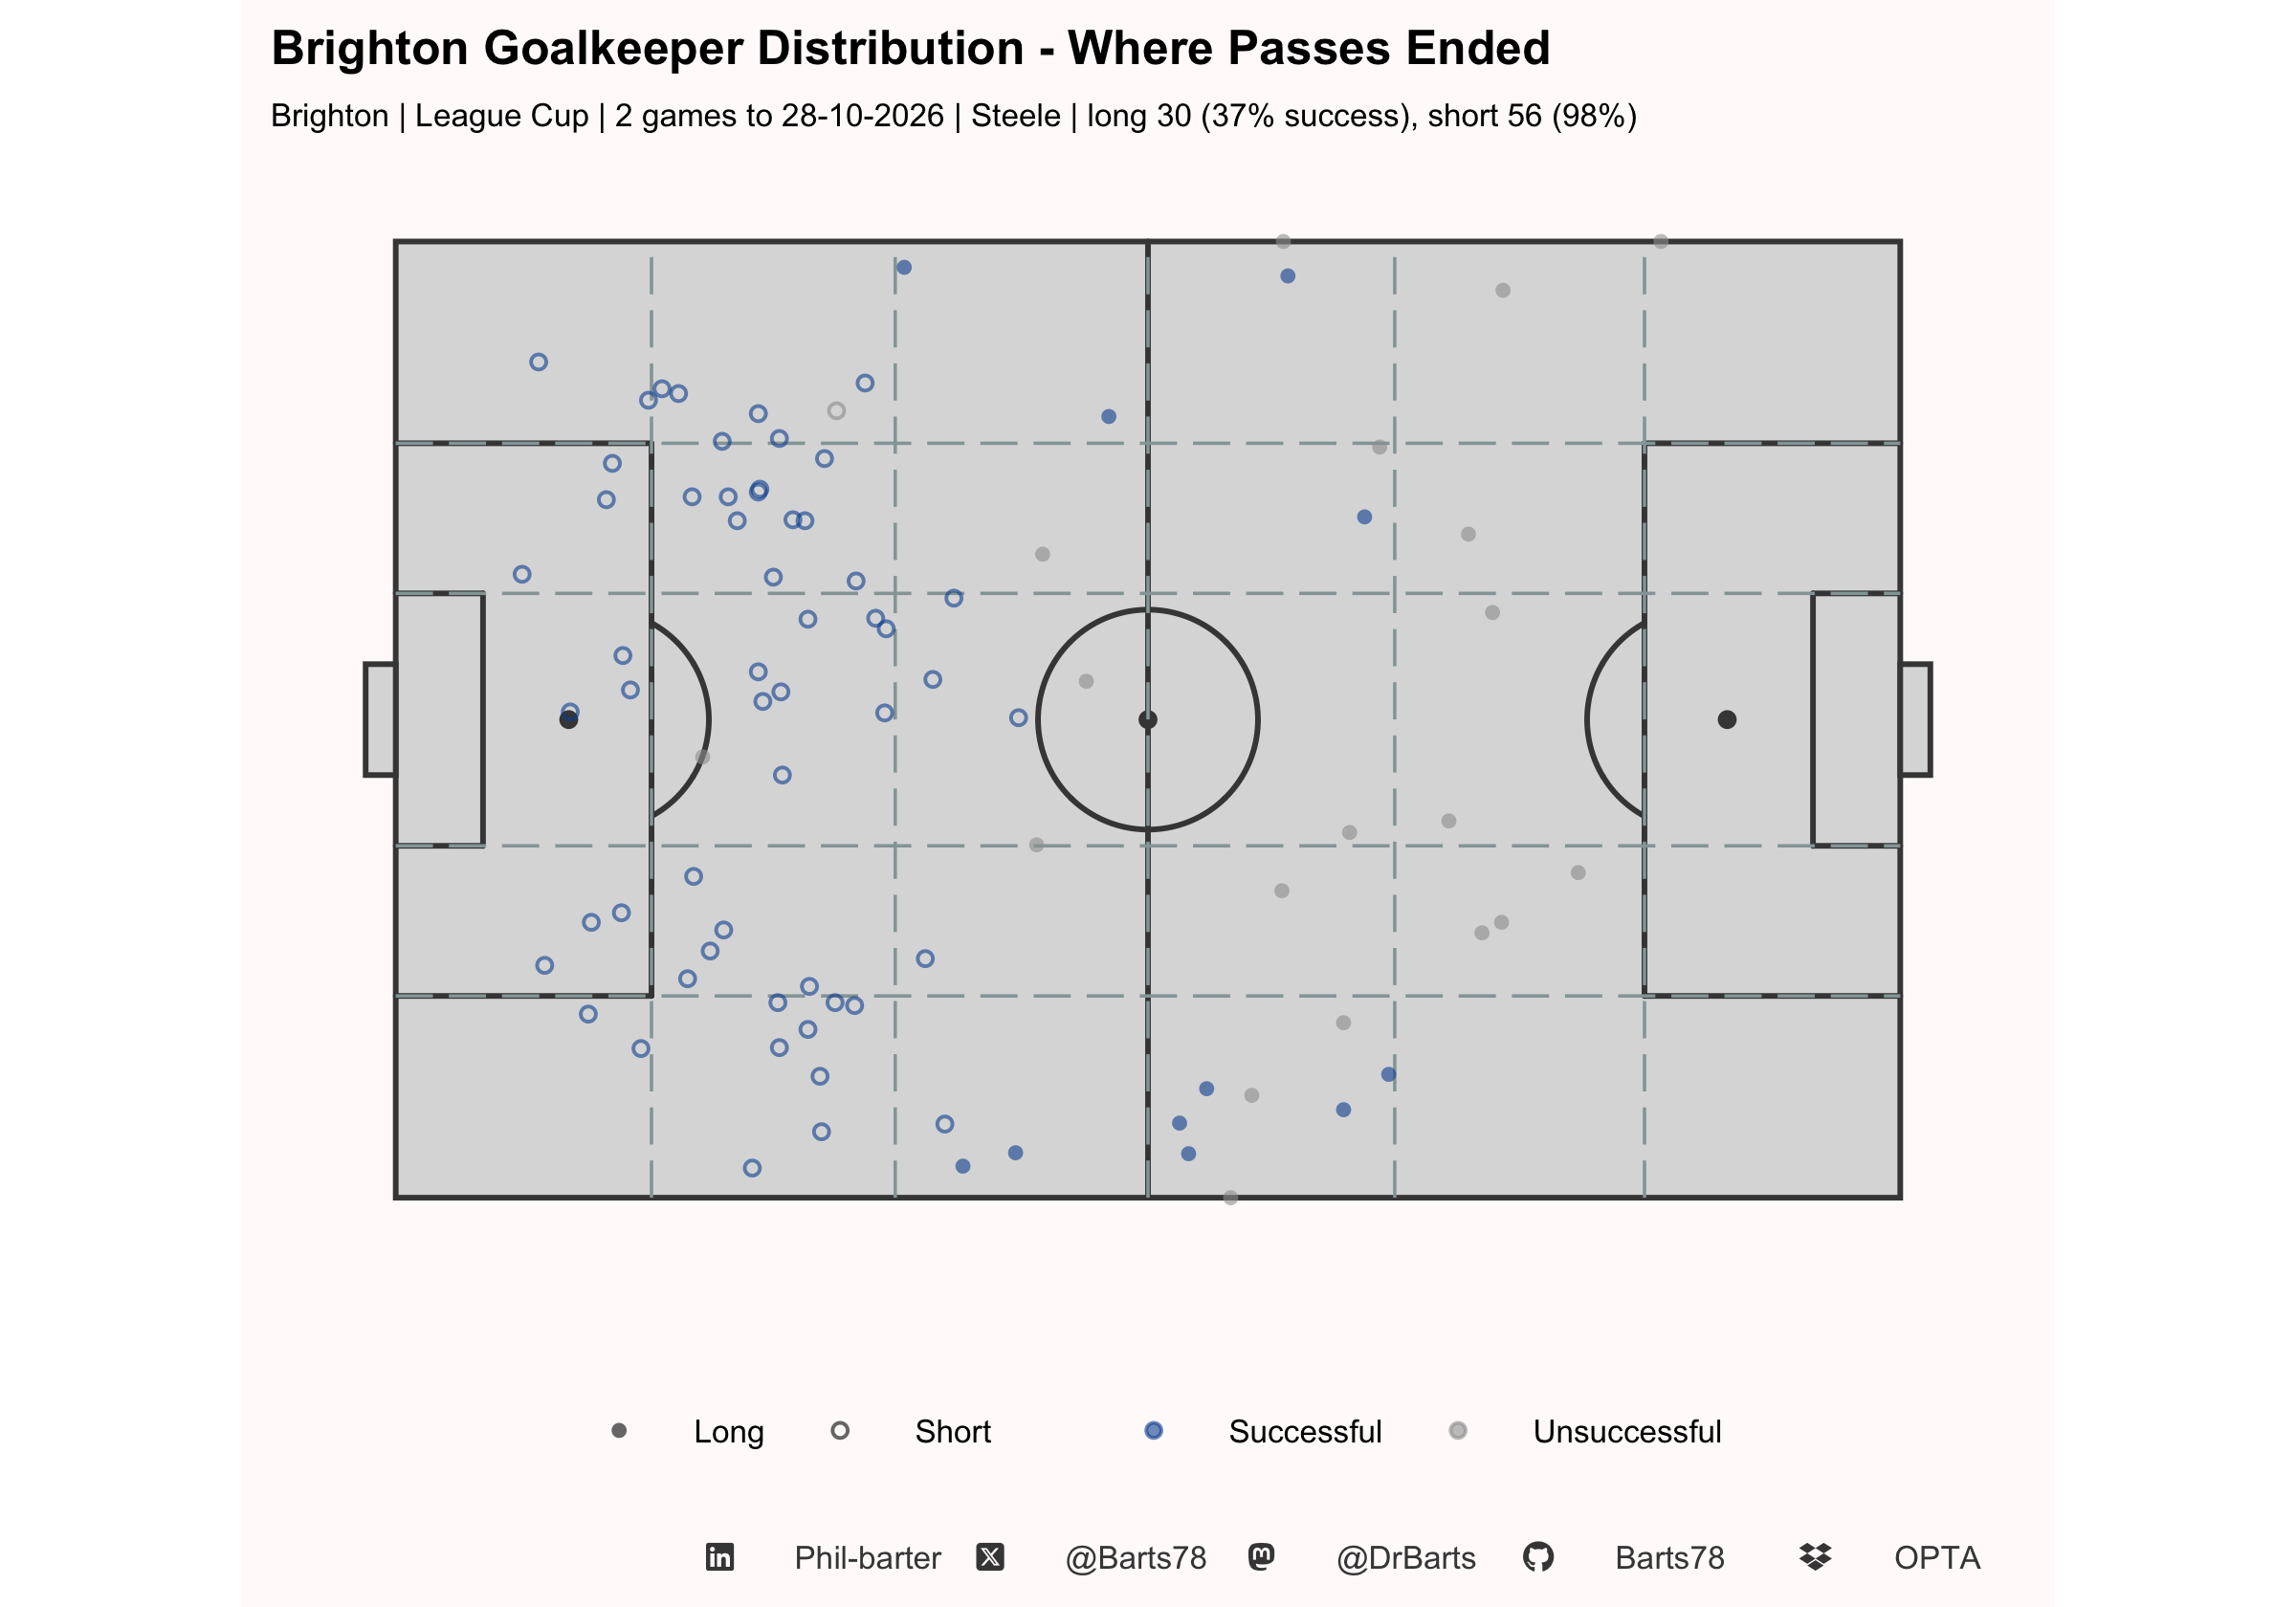 Brighton Goalkeeper Distribution - Where Passes Ended
Brighton | League Cup | 2 games to 28-10-2026 | Steele | long 30 (37% success), short 56 (98%)
Long Short Successful Unsuccessful
Phil-barter @Barts78 @DrBarts Barts78 OPTA